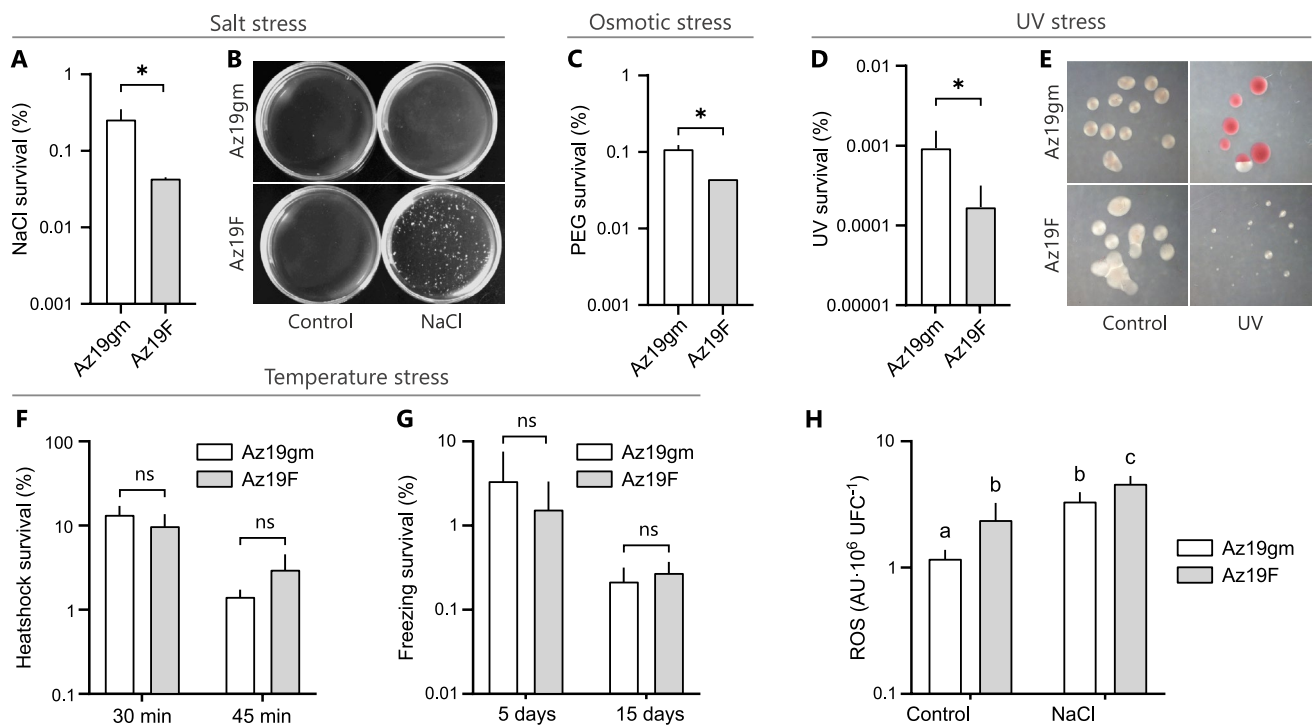 Salt stress
Osmotic stress
UV stress
A
NaCl survival (%)
1
0.1
0.01
0.001
*
Az19gm
Az19F
B
Az19gm
Az19F
Control
NaCl
C
PEG survival (%)
1
0.1
0.01
0.001
*
Az19gm
Az19F
D
UV survival (%)
0.01
0.001
0.0001
0.00001
*
Az19gm
Az19F
E
Az19gm
Az19F
Control
UV
Temperature stress
F
Heatshock survival (%)
100
10
1
0.1
ns
ns
Az19gm
Az19F
30 min
45 min
G
Freezing survival (%)
10
1
0.1
0.01
ns
ns
Az19gm
Az19F
5 days
15 days
H
ROS (AU·10⁶ UFC⁻¹)
10
1
0.1
a
b
b
c
Az19gm
Az19F
Control
NaCl